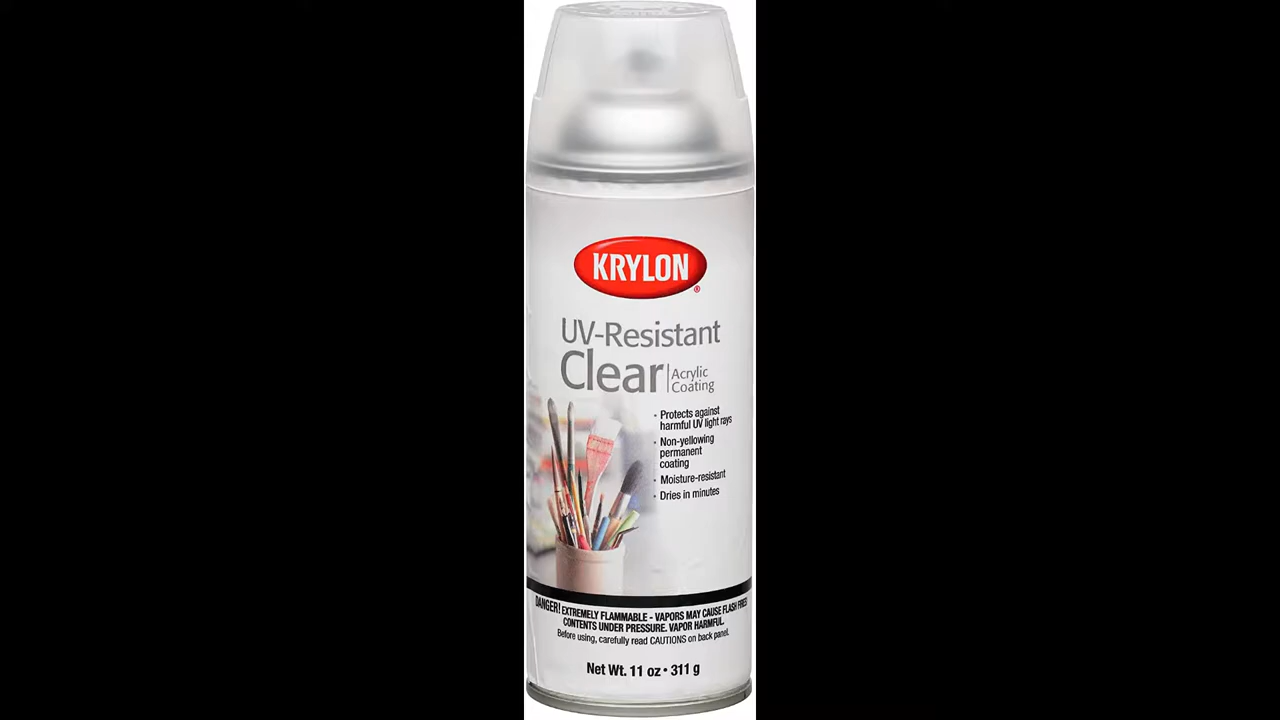 KRYLON®
UV-Resistant
Clear
Acrylic
Coating
• Protects against
harmful UV light rays
• Non-yellowing
permanent
coating
• Moisture-resistant
• Dries in minutes
DANGER! EXTREMELY FLAMMABLE - VAPORS MAY CAUSE FLASH FIRES
CONTENTS UNDER PRESSURE. VAPOR HARMFUL.
Before using, carefully read CAUTIONS on back panel.
Net Wt. 11 oz • 311 g